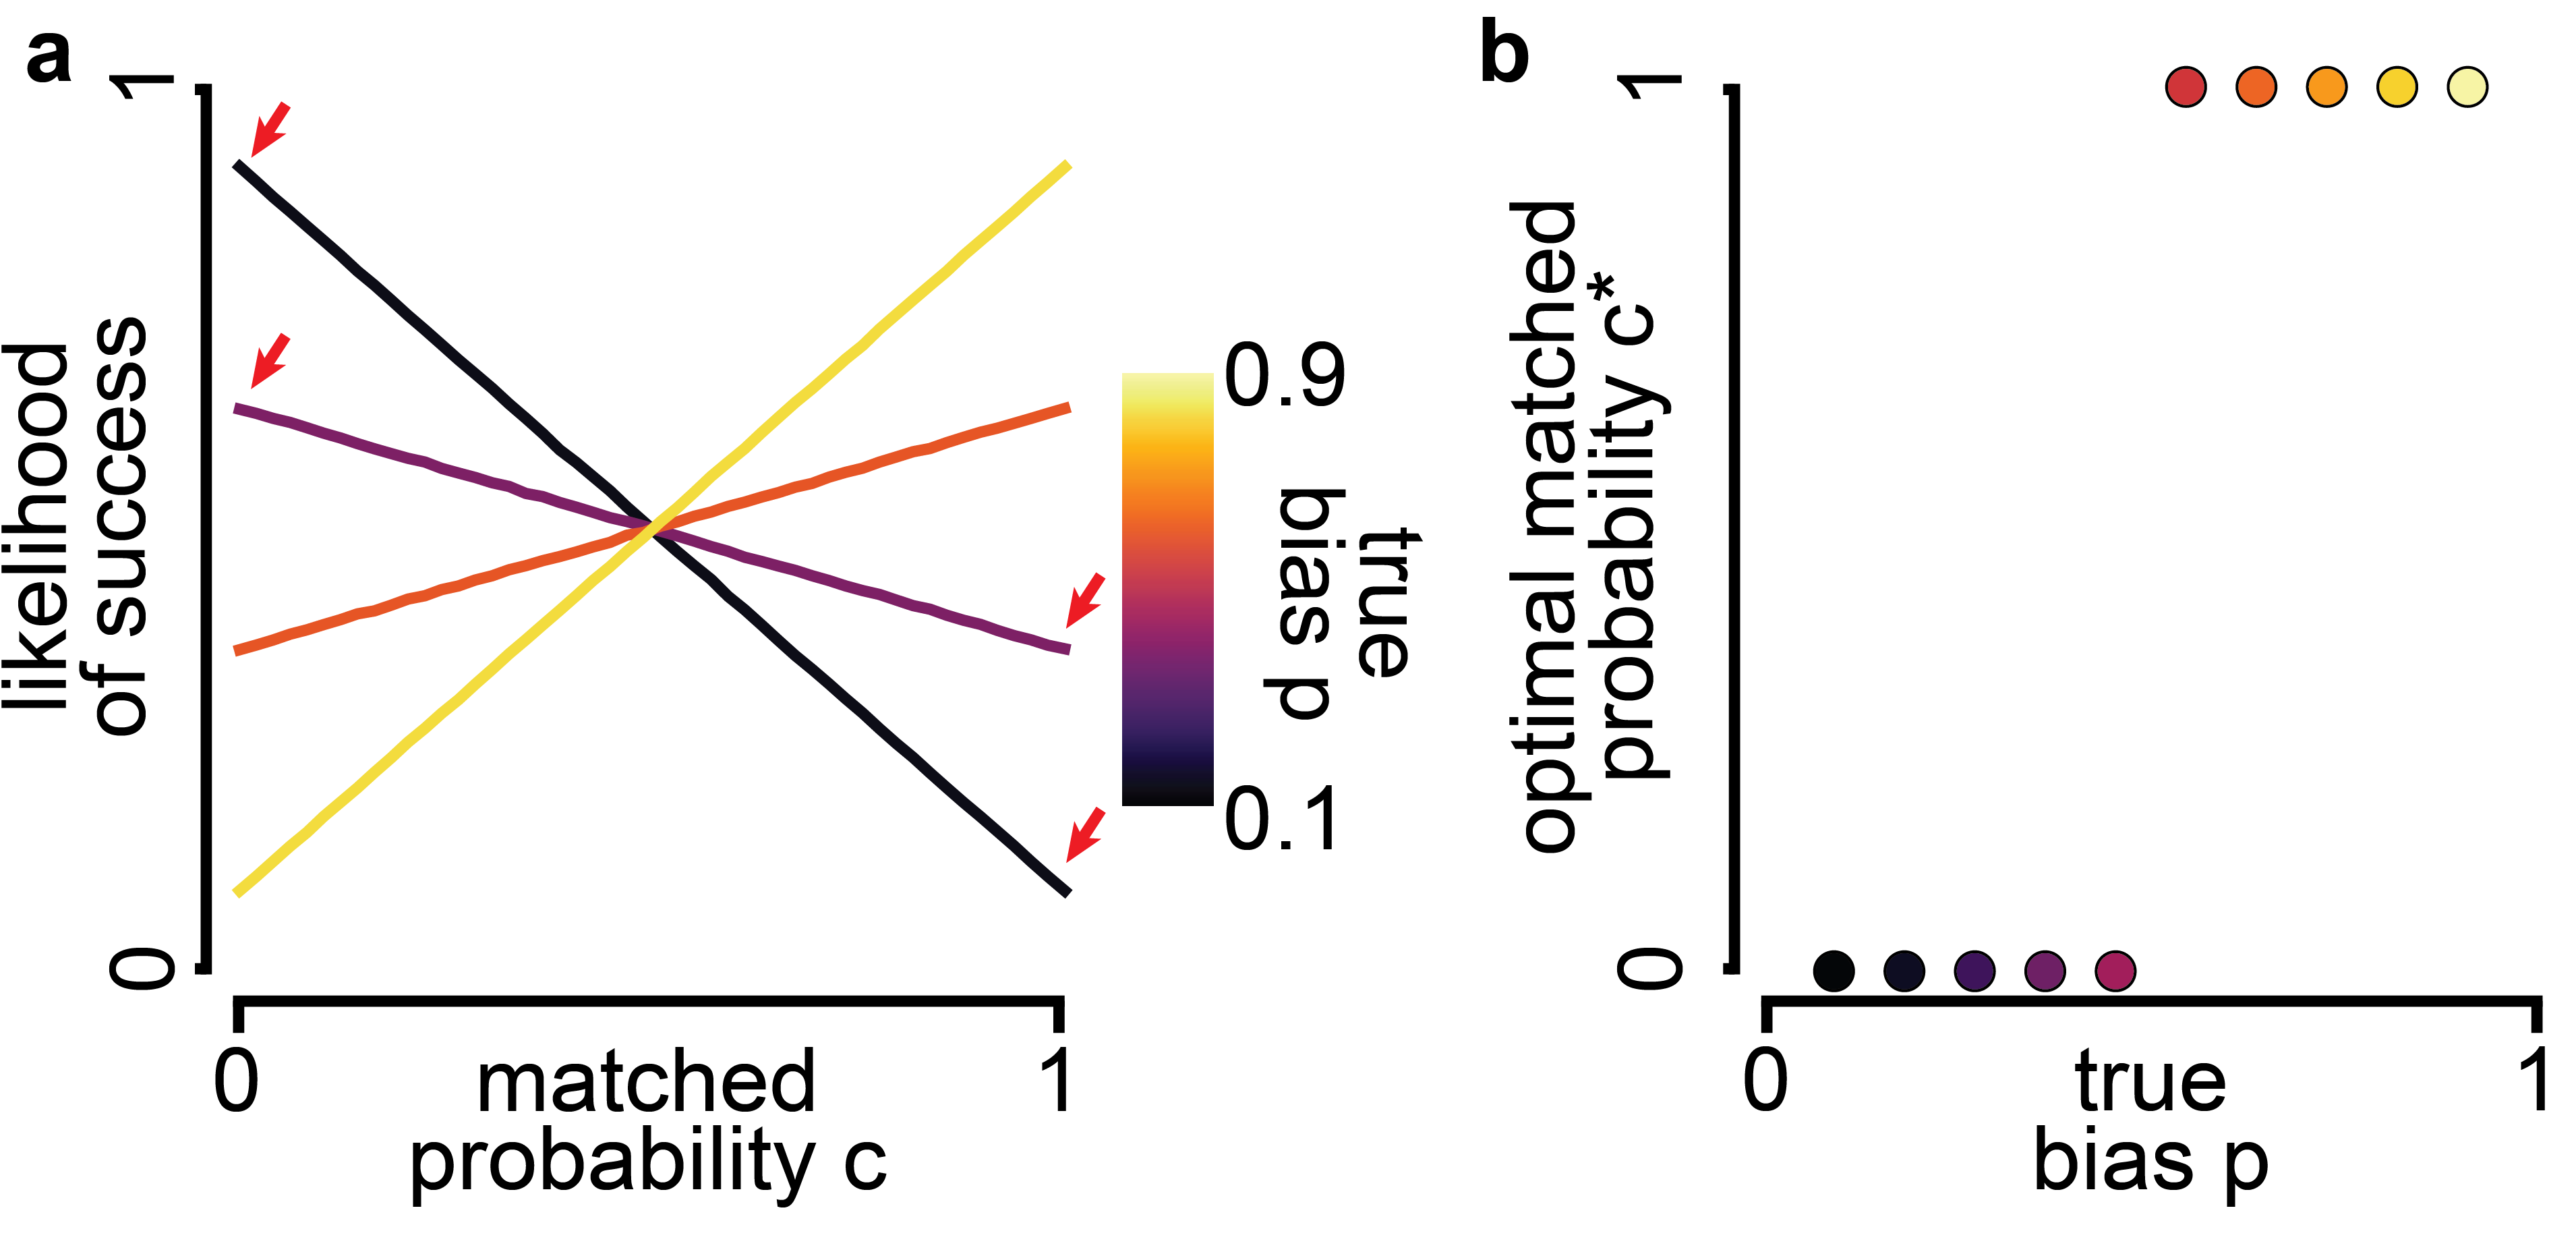 a
1
likelihood
of success
0
0
1
matched
probability c
0.9
true
bias p
0.1
b
1
optimal matched
probability c*
0
0
1
true
bias p